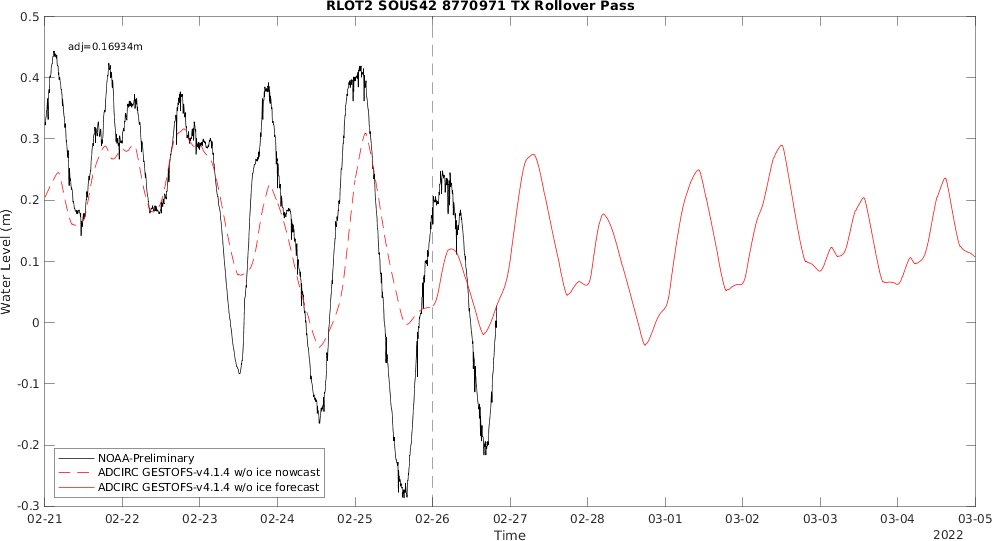 RLOT2 SOUS42 8770971 TX Rollover Pass
adj=0.16934m
0.5
0.4
0.3
0.2
0.1
0
-0.1
-0.2
-0.3
Water Level (m)
NOAA-Preliminary
ADCIRC GESTOFS-v4.1.4 w/o ice nowcast
ADCIRC GESTOFS-v4.1.4 w/o ice forecast
02-21 02-22 02-23 02-24 02-25 02-26 02-27 02-28 03-01 03-02 03-03 03-04 03-05
Time
2022